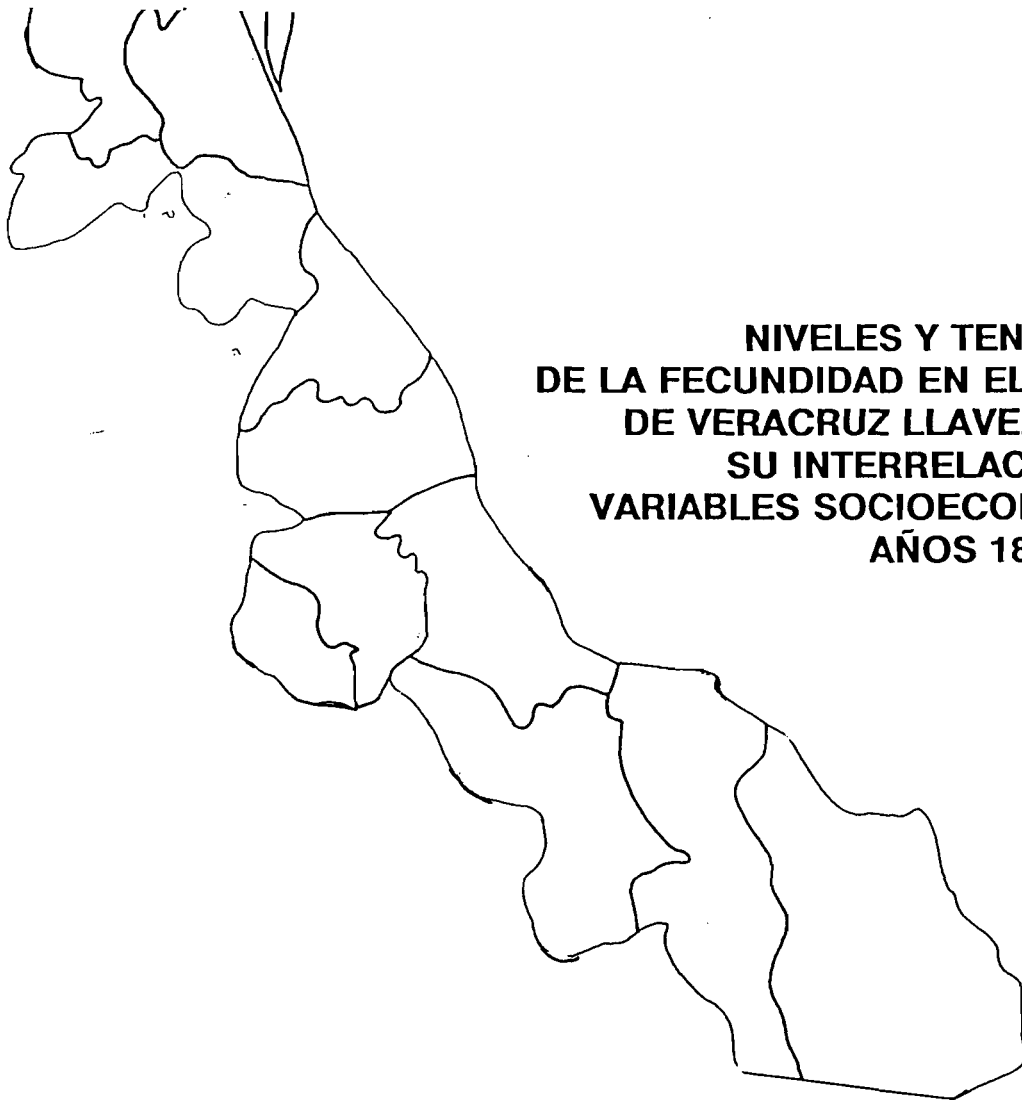 NIVELES Y TEN
DE LA FECUNDIDAD EN EL
DE VERACRUZ LLAVE
SU INTERRELAC
VARIABLES SOCIOECO
AÑOS 18